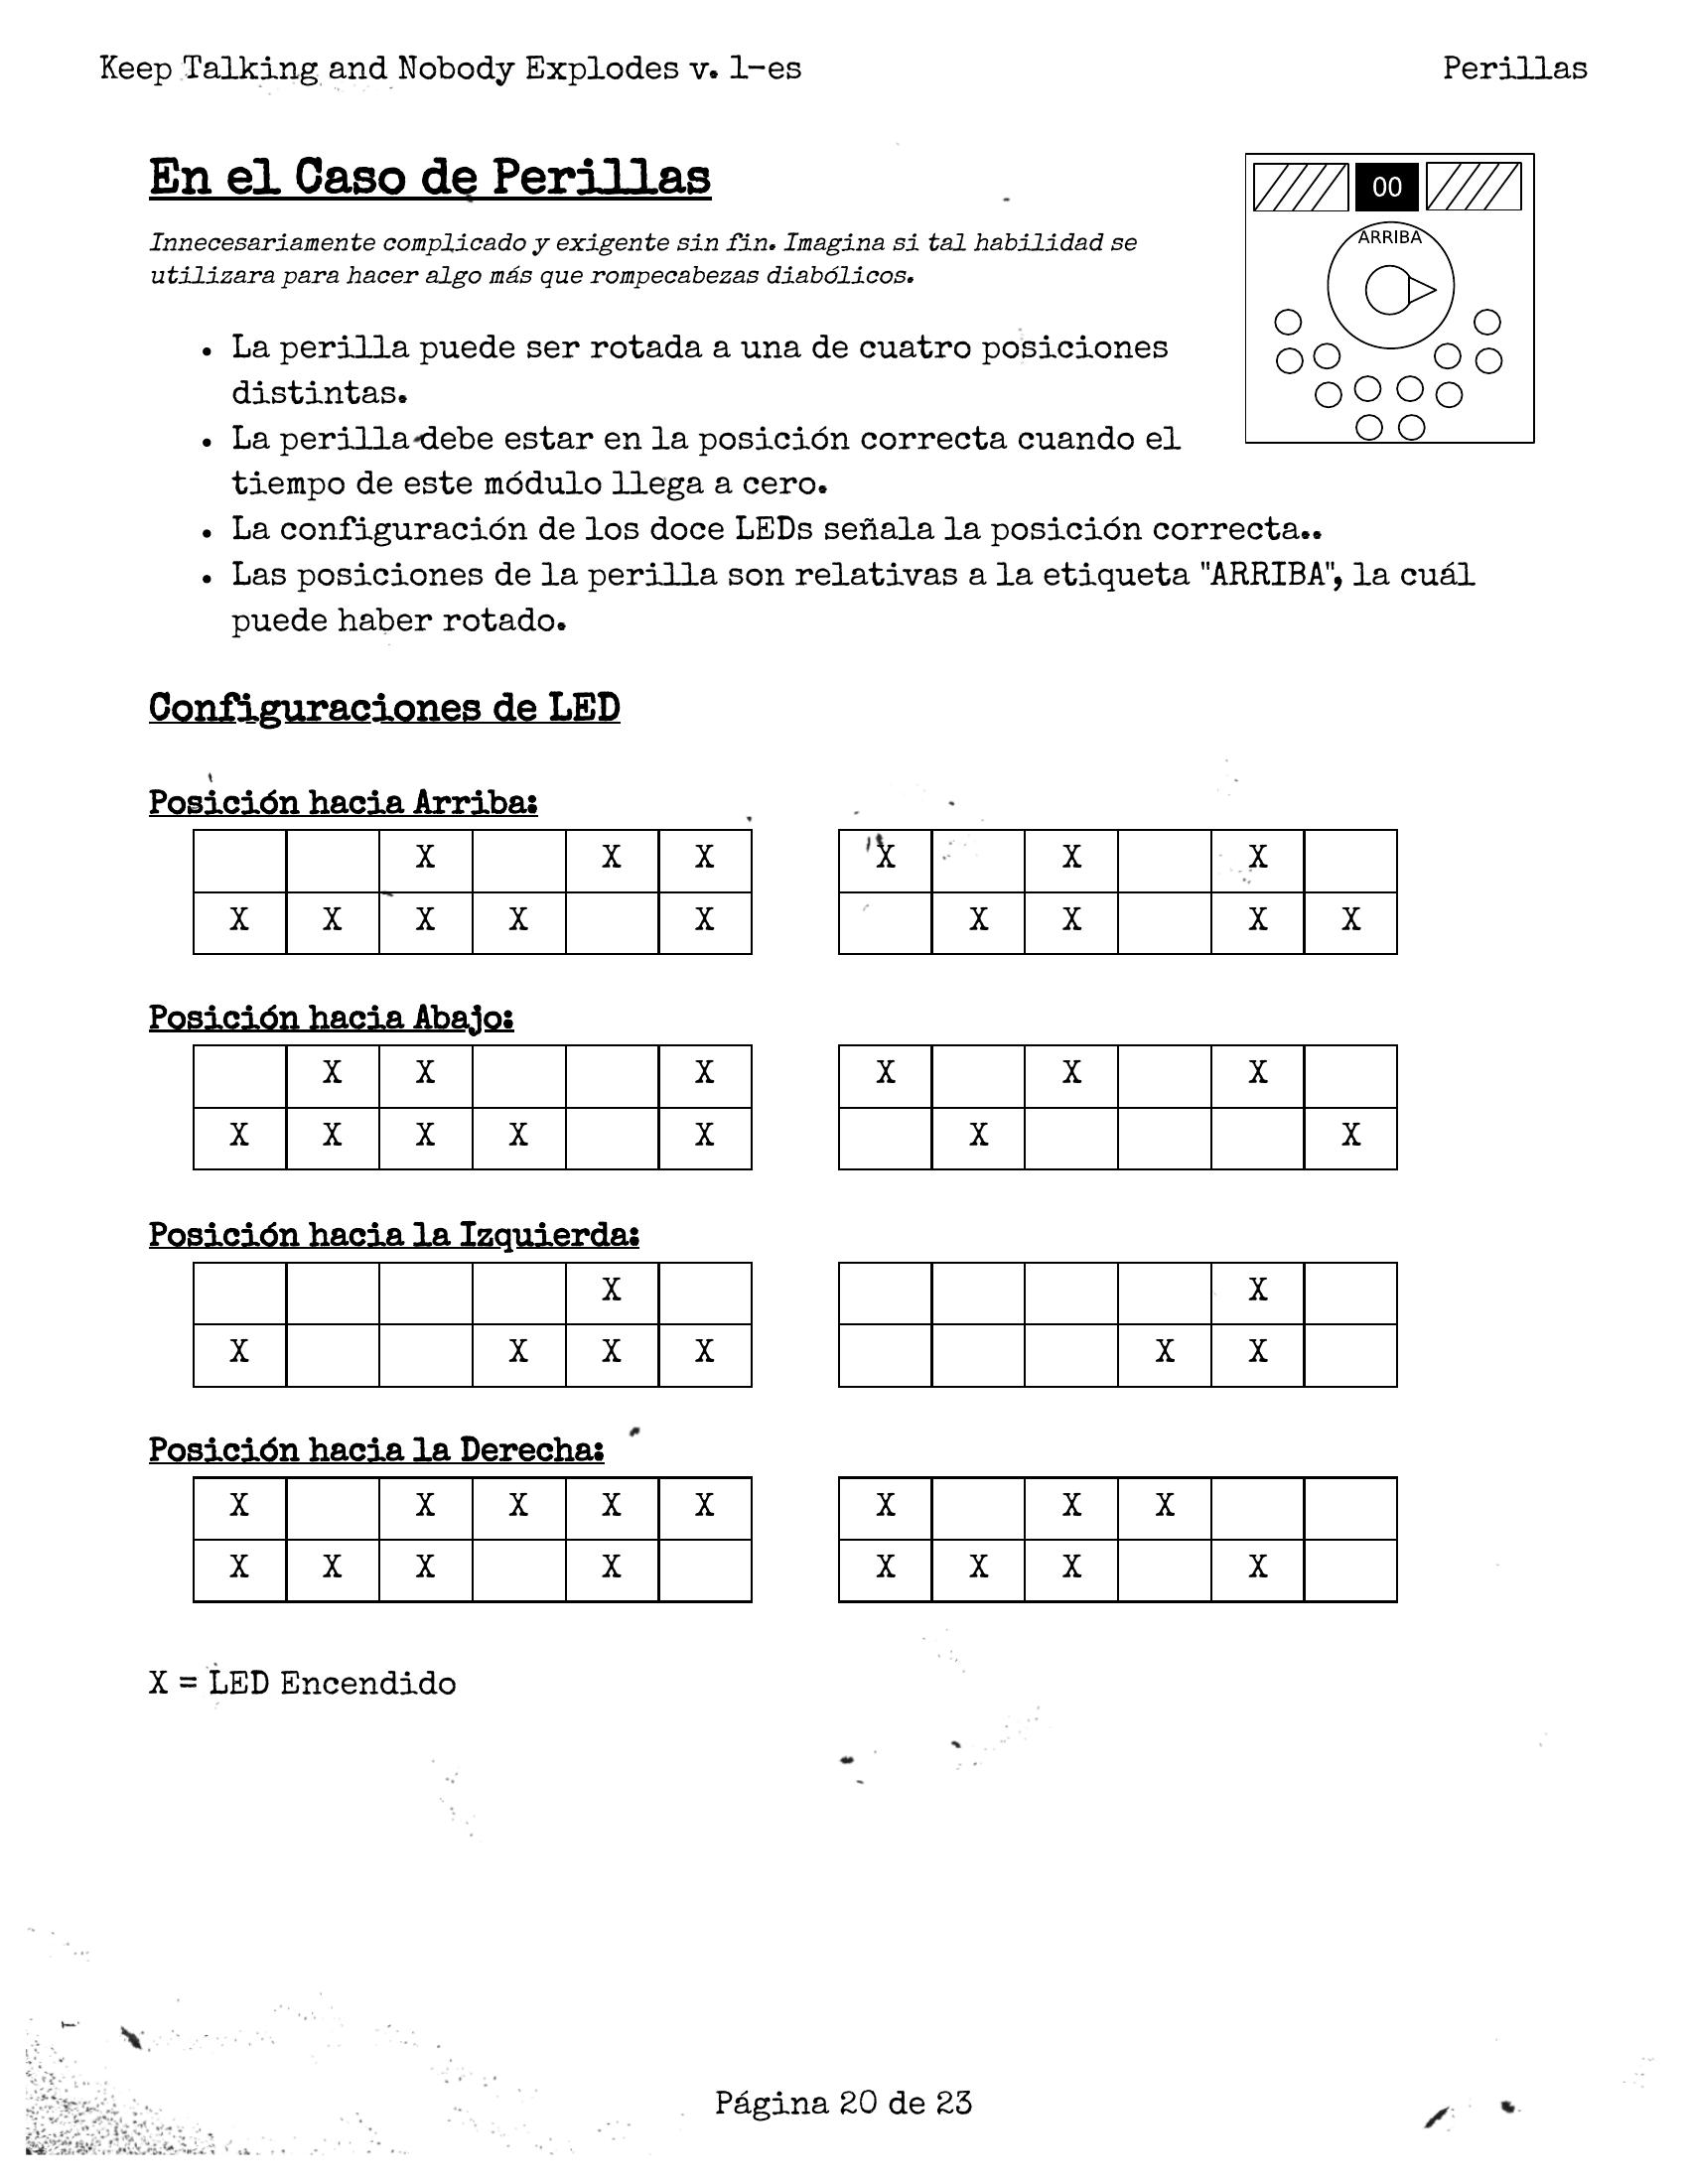 Keep Talking and Nobody Explodes v. 1-es
Perillas
En el Caso de Perillas
00
ARRIBA
Innecesariamente complicado y exigente sin fin. Imagina si tal habilidad se
utilizara para hacer algo más que rompecabezas diabólicos.
• La perilla puede ser rotada a una de cuatro posiciones
distintas.
• La perilla debe estar en la posición correcta cuando el
tiempo de este módulo llega a cero.
• La configuración de los doce LEDs señala la posición correcta..
• Las posiciones de la perilla son relativas a la etiqueta "ARRIBA", la cuál
puede haber rotado.
Configuraciones de LED
Posición hacia Arriba:
X X X
X X X X X
X X X
X X X X
Posición hacia Abajo:
X X X
X X X X X
X X X
X X
Posición hacia la Izquierda:
X
X X X X
X
X X
Posición hacia la Derecha:
X X X X X
X X X X
X X X
X X X X
X = LED Encendido
Página 20 de 23